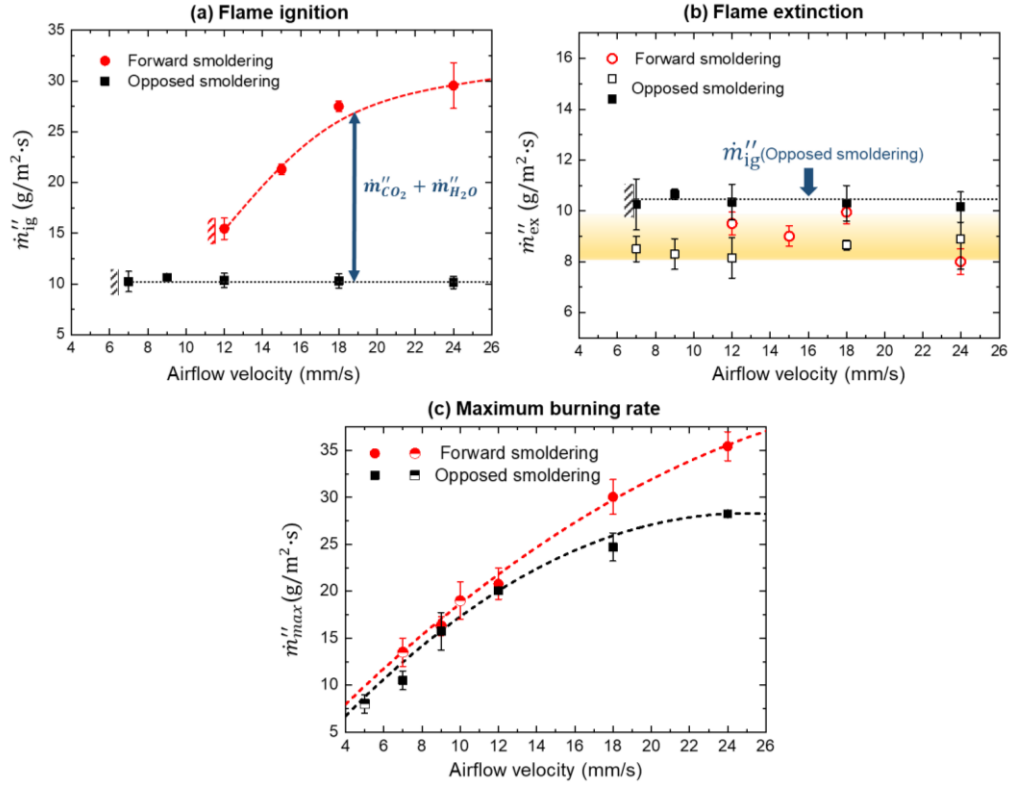 (a) Flame ignition
Forward smoldering
Opposed smoldering
ṁ″ig (g/m²·s)
35
30
25
20
15
10
5
ṁ″CO₂ + ṁ″H₂O
4 6 8 10 12 14 16 18 20 22 24 26
Airflow velocity (mm/s)
(b) Flame extinction
Forward smoldering
Opposed smoldering
ṁ″ex (g/m²·s)
16
14
12
10
8
6
ṁ″ig(Opposed smoldering)
4 6 8 10 12 14 16 18 20 22 24 26
Airflow velocity (mm/s)
(c) Maximum burning rate
Forward smoldering
Opposed smoldering
ṁ″max(g/m²·s)
35
30
25
20
15
10
5
4 6 8 10 12 14 16 18 20 22 24 26
Airflow velocity (mm/s)